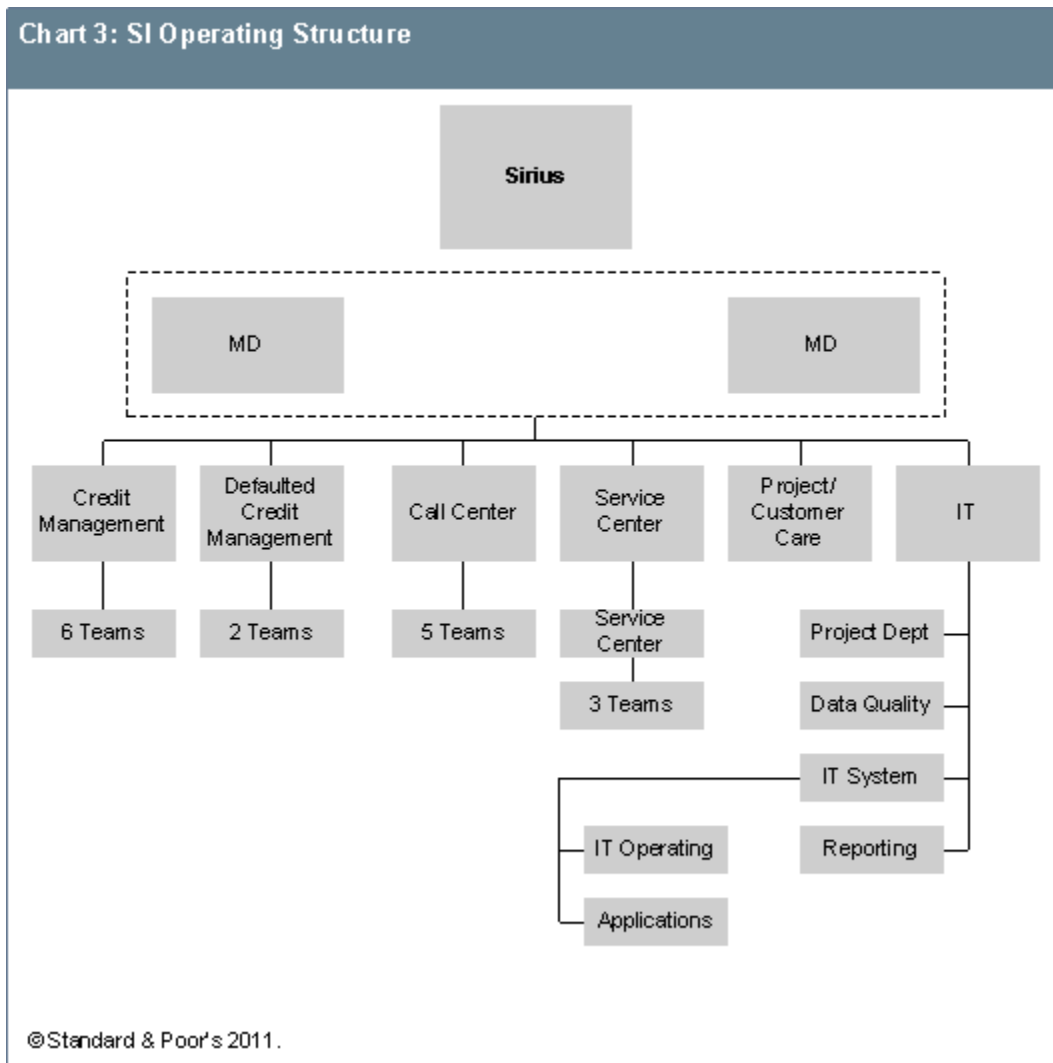 Chart 3: SI Operating Structure
Sirius
MD
MD
Credit
Management
Defaulted
Credit
Management
Call Center
Service
Center
Project/
Customer
Care
IT
6 Teams
2 Teams
5 Teams
Service
Center
3 Teams
Project Dept
Data Quality
IT System
Reporting
IT Operating
Applications
©Standard & Poor's 2011.